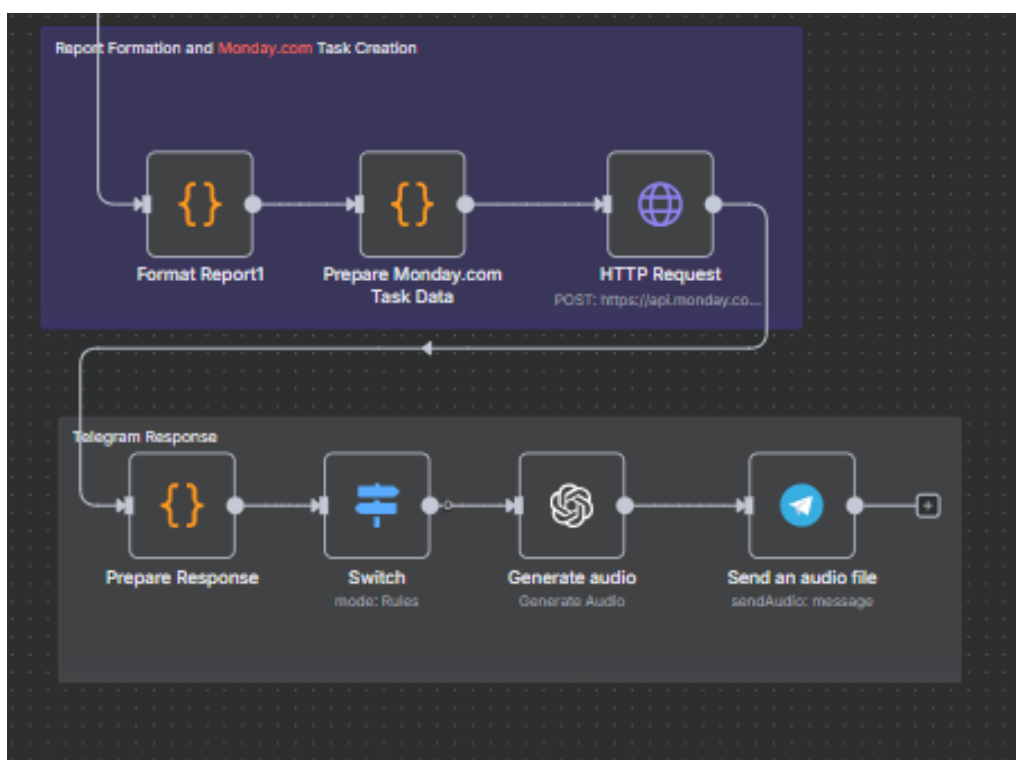 Report Formation and Monday.com Task Creation
Format Report1
Prepare Monday.com
Task Data
HTTP Request
POST: https://api.monday.co...
Telegram Response
Prepare Response
Switch
mode: Rules
0
Generate audio
Generate Audio
Send an audio file
sendAudio: message